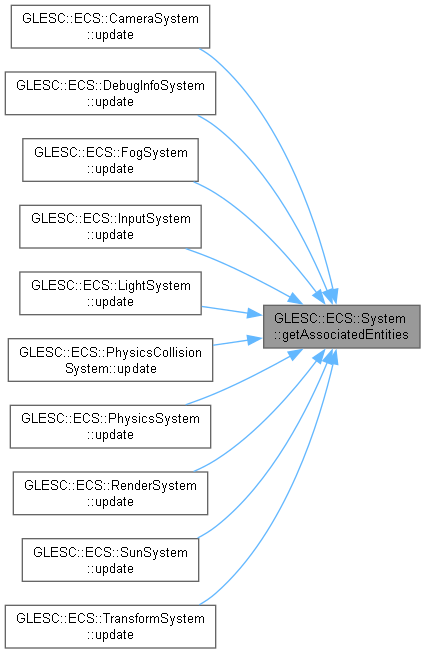 GLESC::ECS::CameraSystem
::update
GLESC::ECS::DebugInfoSystem
::update
GLESC::ECS::FogSystem
::update
GLESC::ECS::InputSystem
::update
GLESC::ECS::LightSystem
::update
GLESC::ECS::System
::getAssociatedEntities
GLESC::ECS::PhysicsCollision
System::update
GLESC::ECS::PhysicsSystem
::update
GLESC::ECS::RenderSystem
::update
GLESC::ECS::SunSystem
::update
GLESC::ECS::TransformSystem
::update